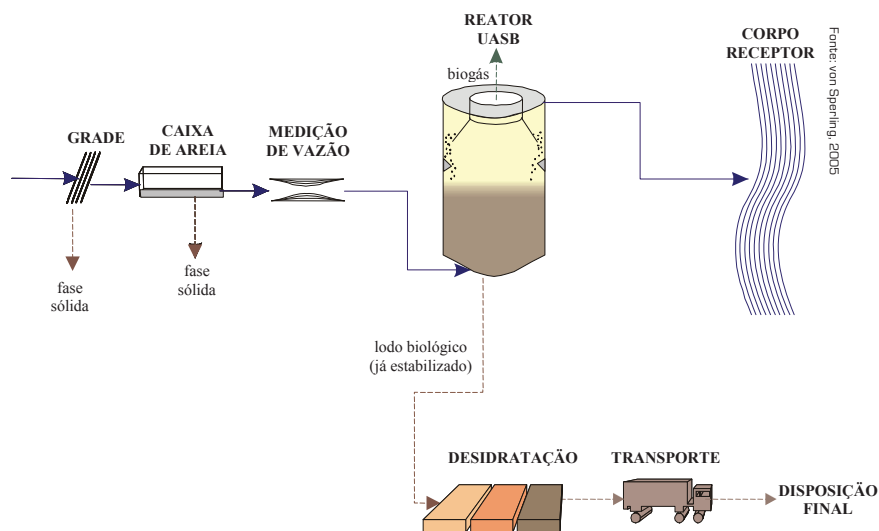 REATOR
UASB
CORPO
RECEPTOR
Fonte: von Sperling, 2005
biogás
GRADE
CAIXA
DE AREIA
MEDIÇÃO
DE VAZÃO
fase
sólida
fase
sólida
lodo biológico
(já estabilizado)
DESIDRATAÇÃO
TRANSPORTE
DISPOSIÇÃO
FINAL